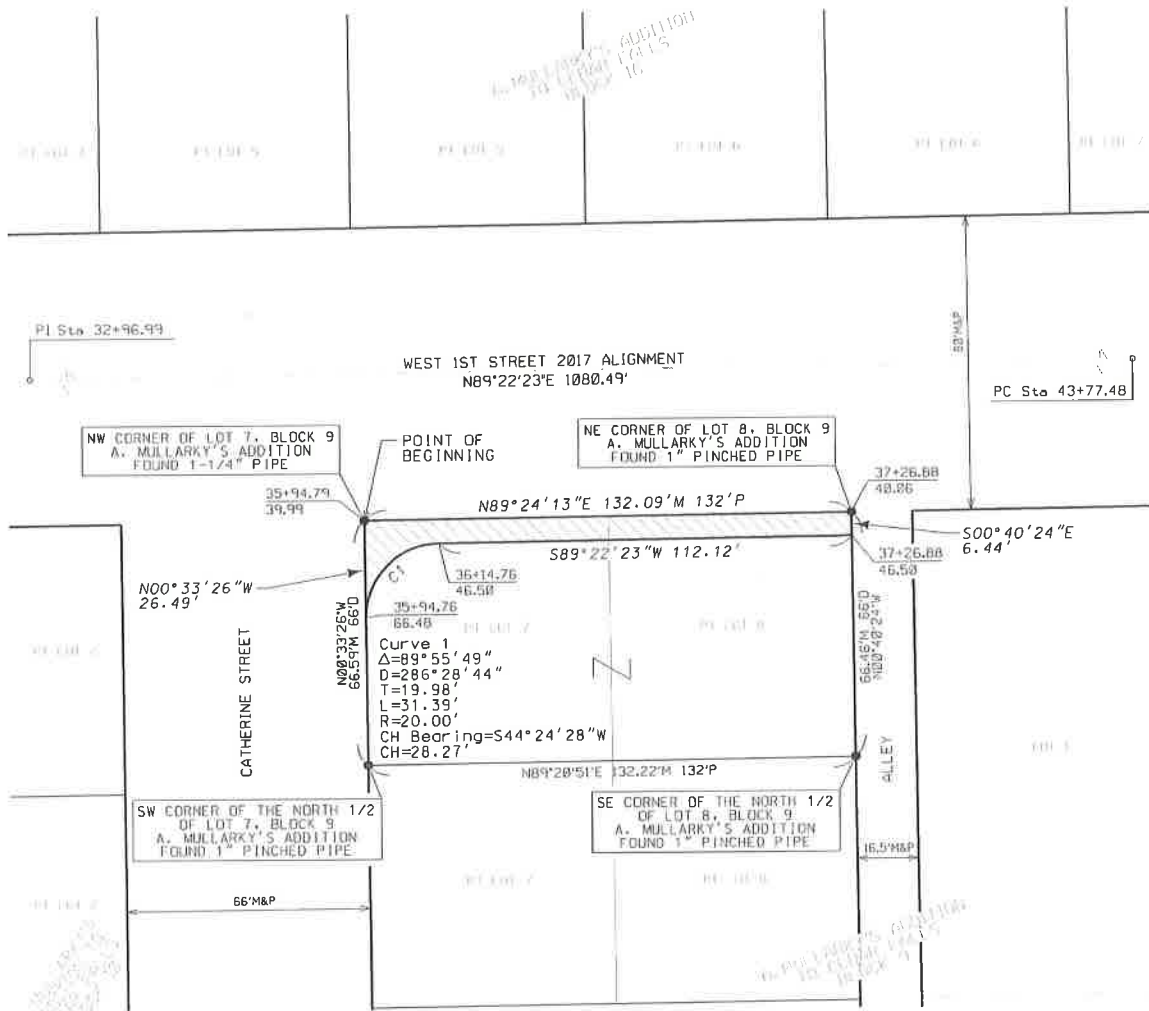 PI Sta 32+96.99
80'M&P
WEST 1ST STREET 2017 ALIGNMENT
N89°22'23"E 1080.49'
PC Sta 43+77.48
NW CORNER OF LOT 7, BLOCK 9
A. MULLARKY'S ADDITION
FOUND 1-1/4" PIPE
POINT OF
BEGINNING
NE CORNER OF LOT 8, BLOCK 9
A. MULLARKY'S ADDITION
FOUND 1" PINCHED PIPE
35+94.79
39.99
N89°24'13"E 132.09'M 132'P
37+26.88
40.06
S00°40'24"E
6.44'
S89°22'23"W 112.12'
37+26.88
46.50
N00°33'26"W
26.49'
C1
36+14.76
46.50
35+94.76
66.48
N00°33'26"W
66.59'M 66'D
CATHERINE STREET
Curve 1
Δ=89°55'49"
D=286°28'44"
T=19.98'
L=31.39'
R=20.00'
CH Bearing=S44°24'28"W
CH=28.27'
66.46'M 66'D
N00°40'24"W
ALLEY
N89°20'51"E 132.22'M 132'P
SW CORNER OF THE NORTH 1/2
OF LOT 7, BLOCK 9
A. MULLARKY'S ADDITION
FOUND 1" PINCHED PIPE
SE CORNER OF THE NORTH 1/2
OF LOT 8, BLOCK 9
A. MULLARKY'S ADDITION
FOUND 1" PINCHED PIPE
16.5'M&P
66'M&P